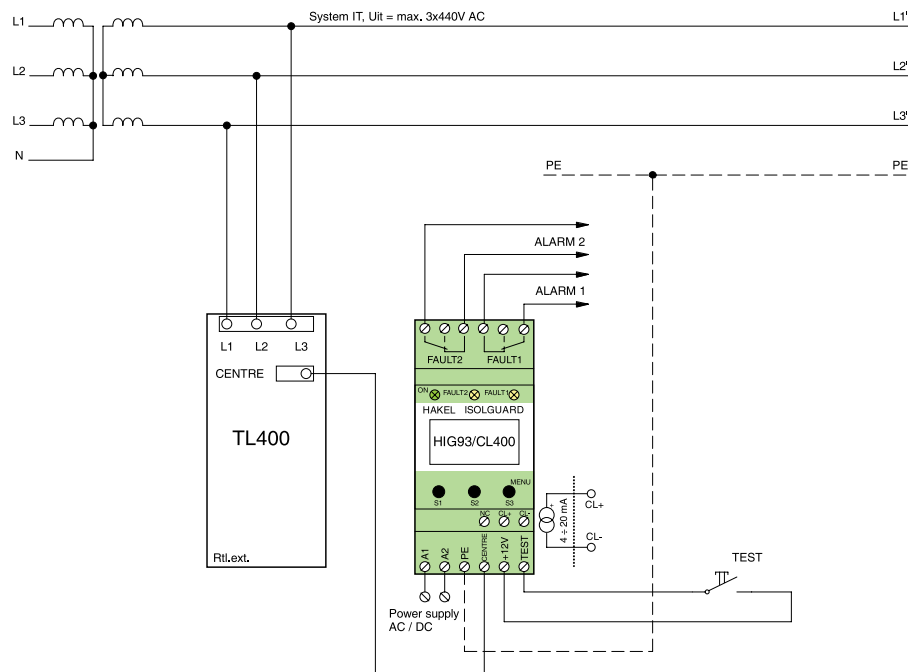 L1
System IT, Uit = max. 3x440V AC
L1'
L2
L2'
L3
L3'
N
PE
PE
ALARM 2
ALARM 1
L1 L2 L3
CENTRE
TL400
Rtl.ext.
FAULT2 FAULT1
ON FAULT2 FAULT1
HAKEL ISOLGUARD
HIG93/CL400
MENU
S1 S2 S3
NC CL+ CL-
A1 A2 PE CENTRE +12V TEST
+
4 ÷ 20 mA
CL+
CL-
TEST
Power supply
AC / DC